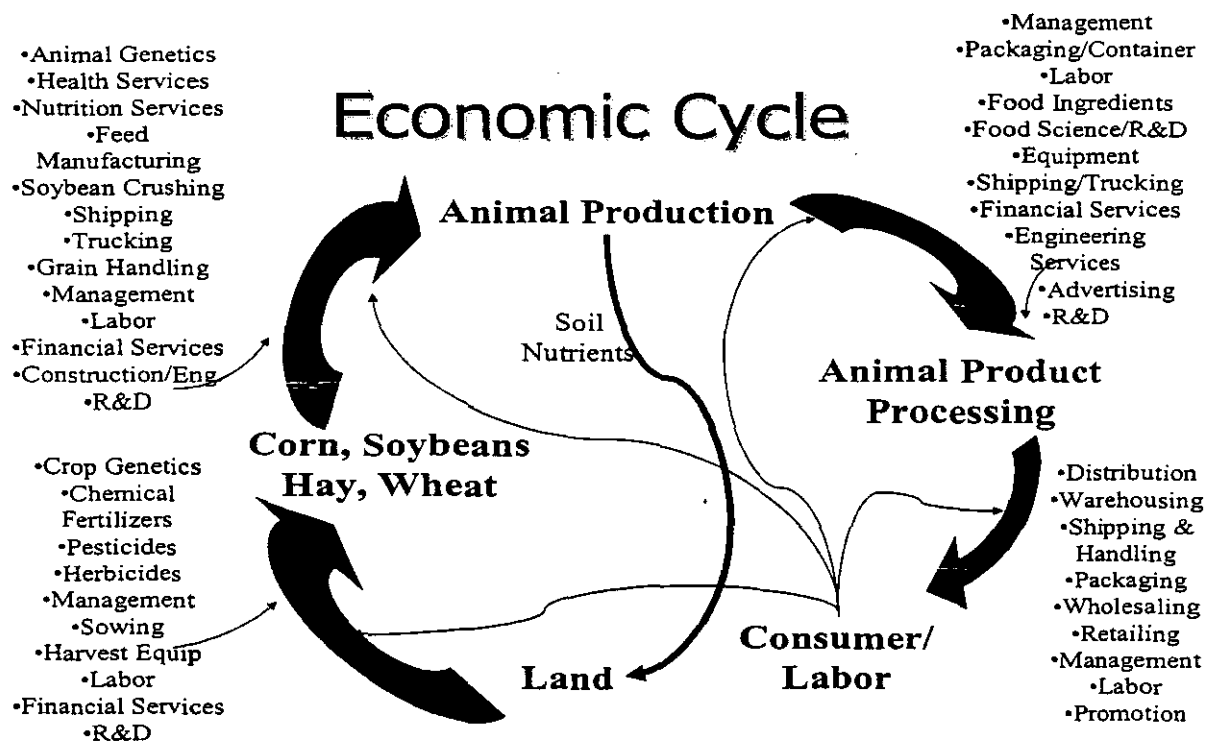 Economic Cycle
•Animal Genetics
•Health Services
•Nutrition Services
•Feed
Manufacturing
•Soybean Crushing
•Shipping
•Trucking
•Grain Handling
•Management
•Labor
•Financial Services
•Construction/Eng
•R&D
•Crop Genetics
•Chemical
Fertilizers
•Pesticides
•Herbicides
•Management
•Sowing
•Harvest Equip
•Labor
•Financial Services
•R&D
Animal Production
Soil
Nutrients
Corn, Soybeans
Hay, Wheat
Land
•Management
•Packaging/Container
•Labor
•Food Ingredients
•Food Science/R&D
•Equipment
•Shipping/Trucking
•Financial Services
•Engineering
Services
•Advertising
•R&D
Animal Product
Processing
Consumer/
Labor
•Distribution
•Warehousing
•Shipping &
Handling
•Packaging
•Wholesaling
•Retailing
•Management
•Labor
•Promotion